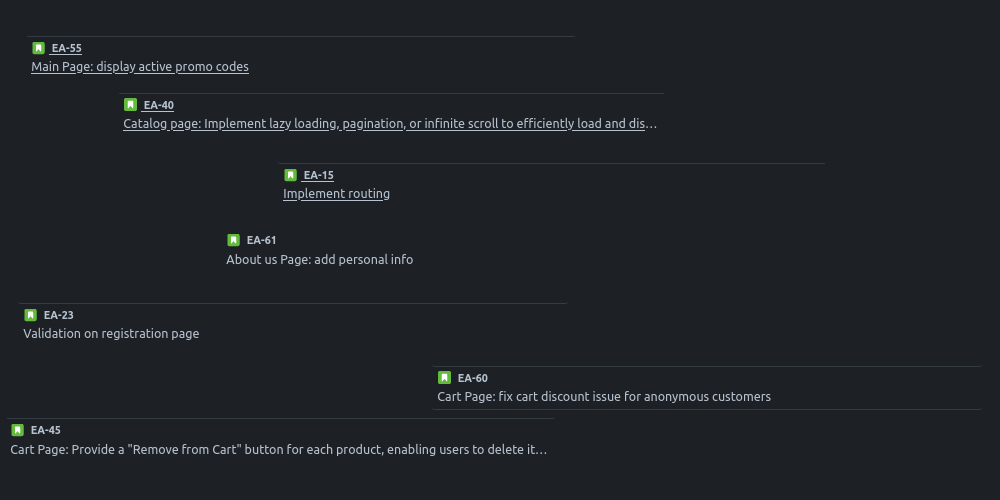 EA-55
Main Page: display active promo codes
EA-40
Catalog page: Implement lazy loading, pagination, or infinite scroll to efficiently load and dis…
EA-15
Implement routing
EA-61
About us Page: add personal info
EA-23
Validation on registration page
EA-60
Cart Page: fix cart discount issue for anonymous customers
EA-45
Cart Page: Provide a "Remove from Cart" button for each product, enabling users to delete it…